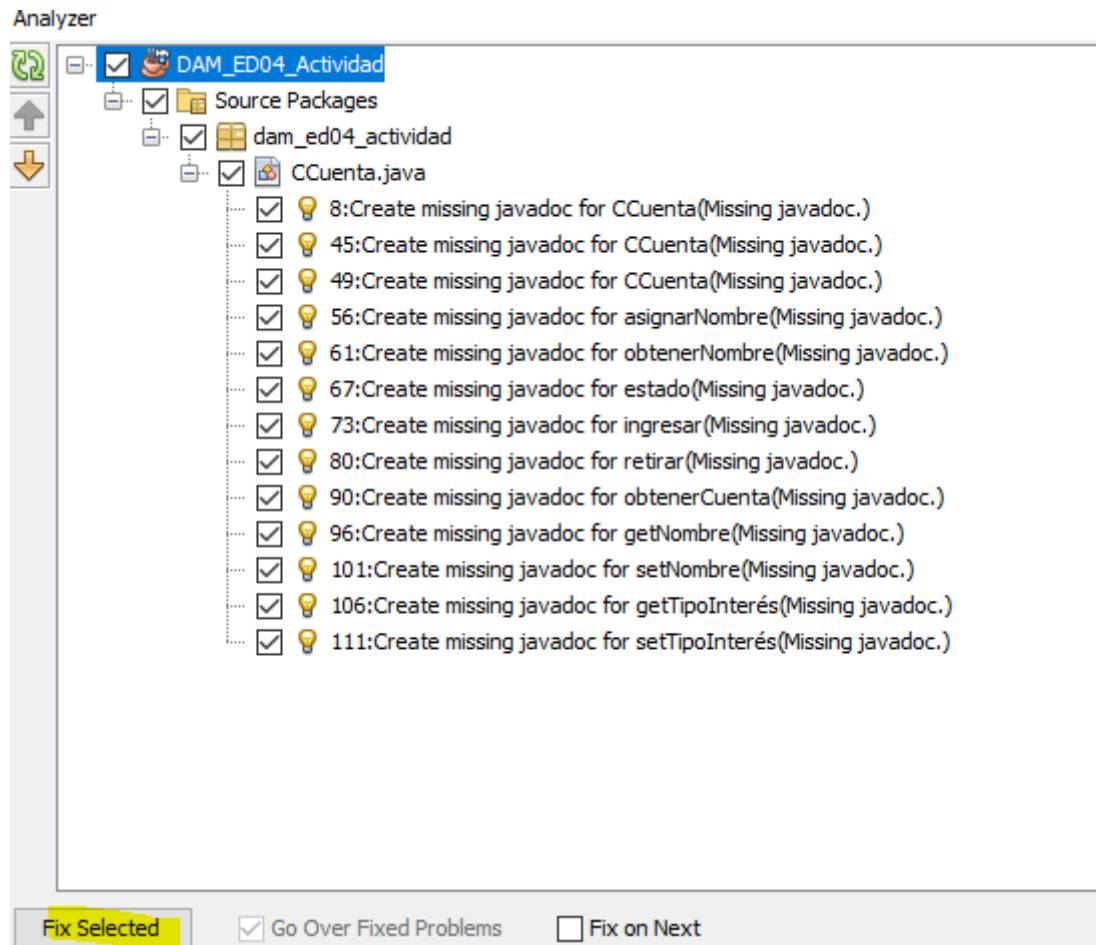 Analyzer
DAM_ED04_Actividad
Source Packages
dam_ed04_actividad
CCuenta.java
8:Create missing javadoc for CCuenta(Missing javadoc.)
45:Create missing javadoc for CCuenta(Missing javadoc.)
49:Create missing javadoc for CCuenta(Missing javadoc.)
56:Create missing javadoc for asignarNombre(Missing javadoc.)
61:Create missing javadoc for obtenerNombre(Missing javadoc.)
67:Create missing javadoc for estado(Missing javadoc.)
73:Create missing javadoc for ingresar(Missing javadoc.)
80:Create missing javadoc for retirar(Missing javadoc.)
90:Create missing javadoc for obtenerCuenta(Missing javadoc.)
96:Create missing javadoc for getNombre(Missing javadoc.)
101:Create missing javadoc for setNombre(Missing javadoc.)
106:Create missing javadoc for getTipoInterés(Missing javadoc.)
111:Create missing javadoc for setTipoInterés(Missing javadoc.)
Fix Selected Go Over Fixed Problems Fix on Next